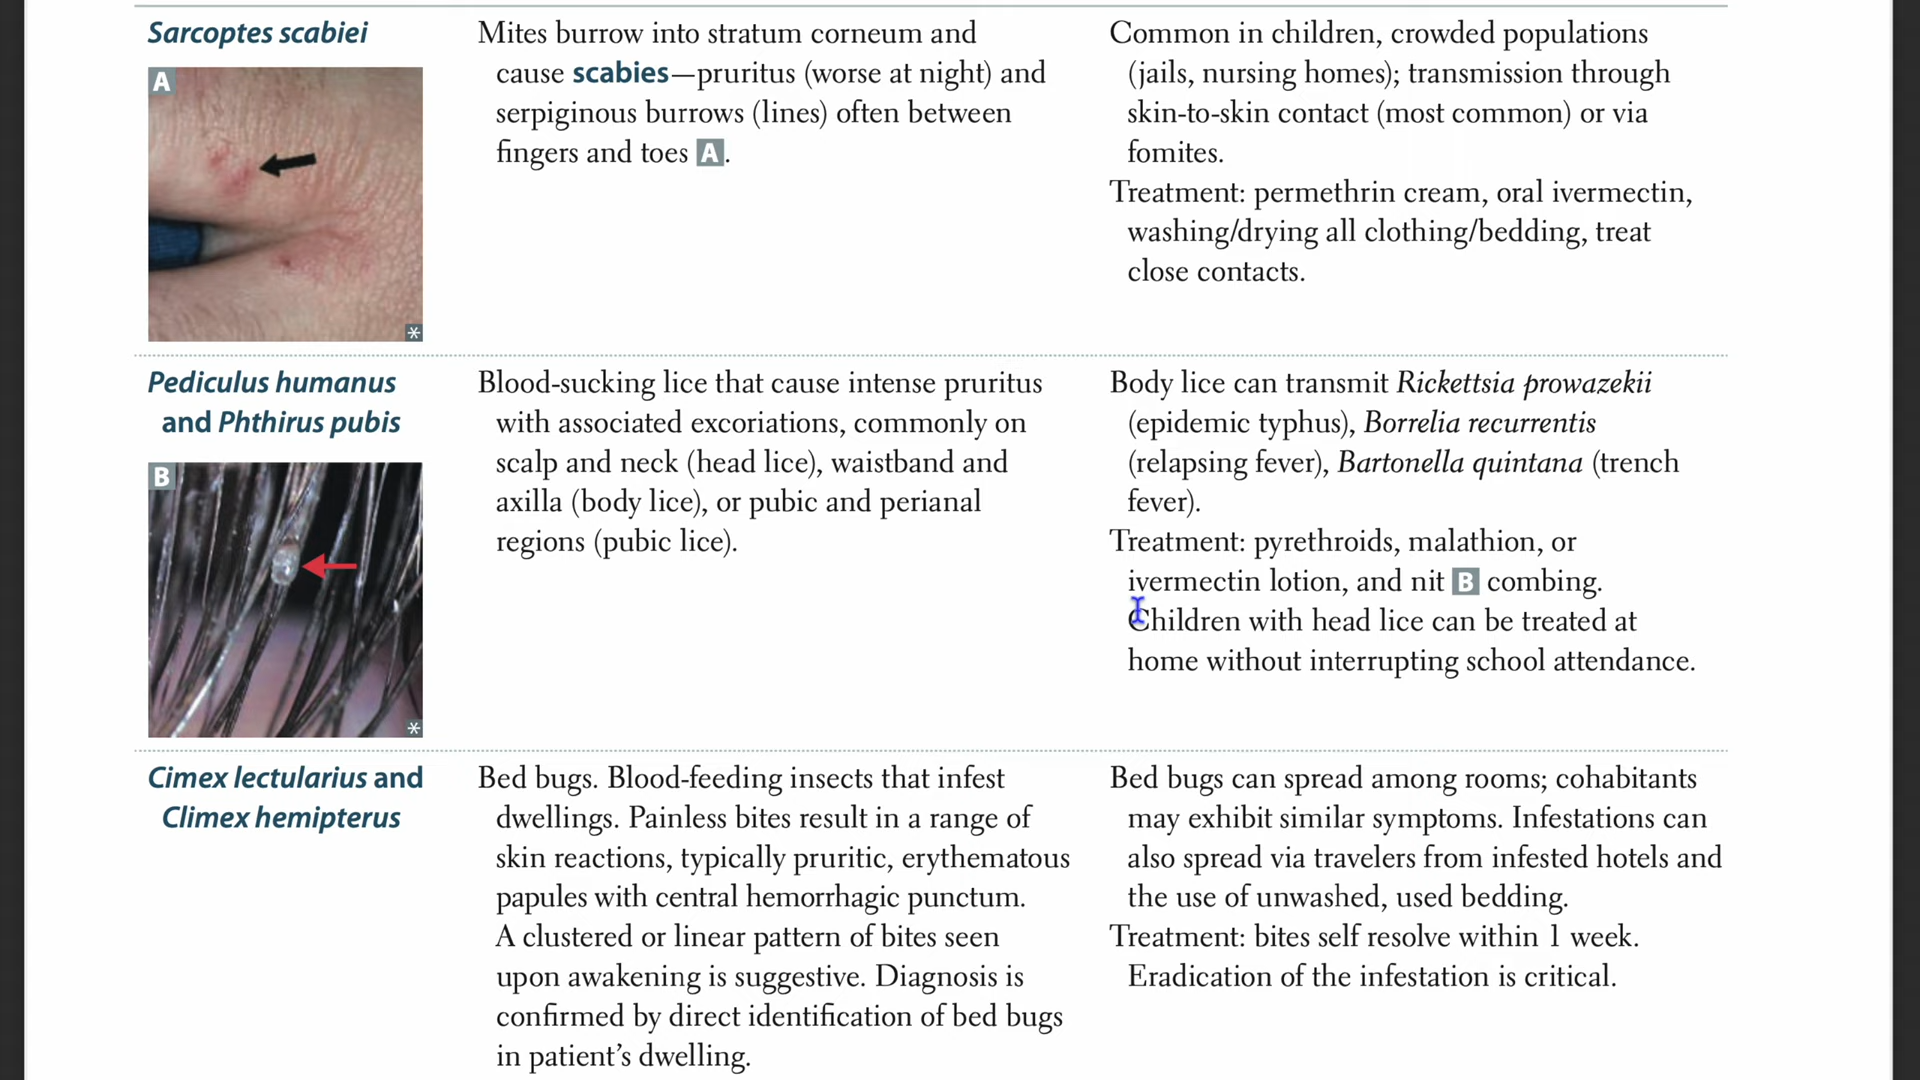 Sarcoptes scabiei
A
*
Mites burrow into stratum corneum and
cause scabies—pruritus (worse at night) and
serpiginous burrows (lines) often between
fingers and toes A.
Common in children, crowded populations
(jails, nursing homes); transmission through
skin-to-skin contact (most common) or via
fomites.
Treatment: permethrin cream, oral ivermectin,
washing/drying all clothing/bedding, treat
close contacts.
Pediculus humanus
and Phthirus pubis
B
*
Blood-sucking lice that cause intense pruritus
with associated excoriations, commonly on
scalp and neck (head lice), waistband and
axilla (body lice), or pubic and perianal
regions (pubic lice).
Body lice can transmit Rickettsia prowazekii
(epidemic typhus), Borrelia recurrentis
(relapsing fever), Bartonella quintana (trench
fever).
Treatment: pyrethroids, malathion, or
ivermectin lotion, and nit B combing.
Children with head lice can be treated at
home without interrupting school attendance.
Cimex lectularius and
Climex hemipterus
Bed bugs. Blood-feeding insects that infest
dwellings. Painless bites result in a range of
skin reactions, typically pruritic, erythematous
papules with central hemorrhagic punctum.
A clustered or linear pattern of bites seen
upon awakening is suggestive. Diagnosis is
confirmed by direct identification of bed bugs
in patient's dwelling.
Bed bugs can spread among rooms; cohabitants
may exhibit similar symptoms. Infestations can
also spread via travelers from infested hotels and
the use of unwashed, used bedding.
Treatment: bites self resolve within 1 week.
Eradication of the infestation is critical.